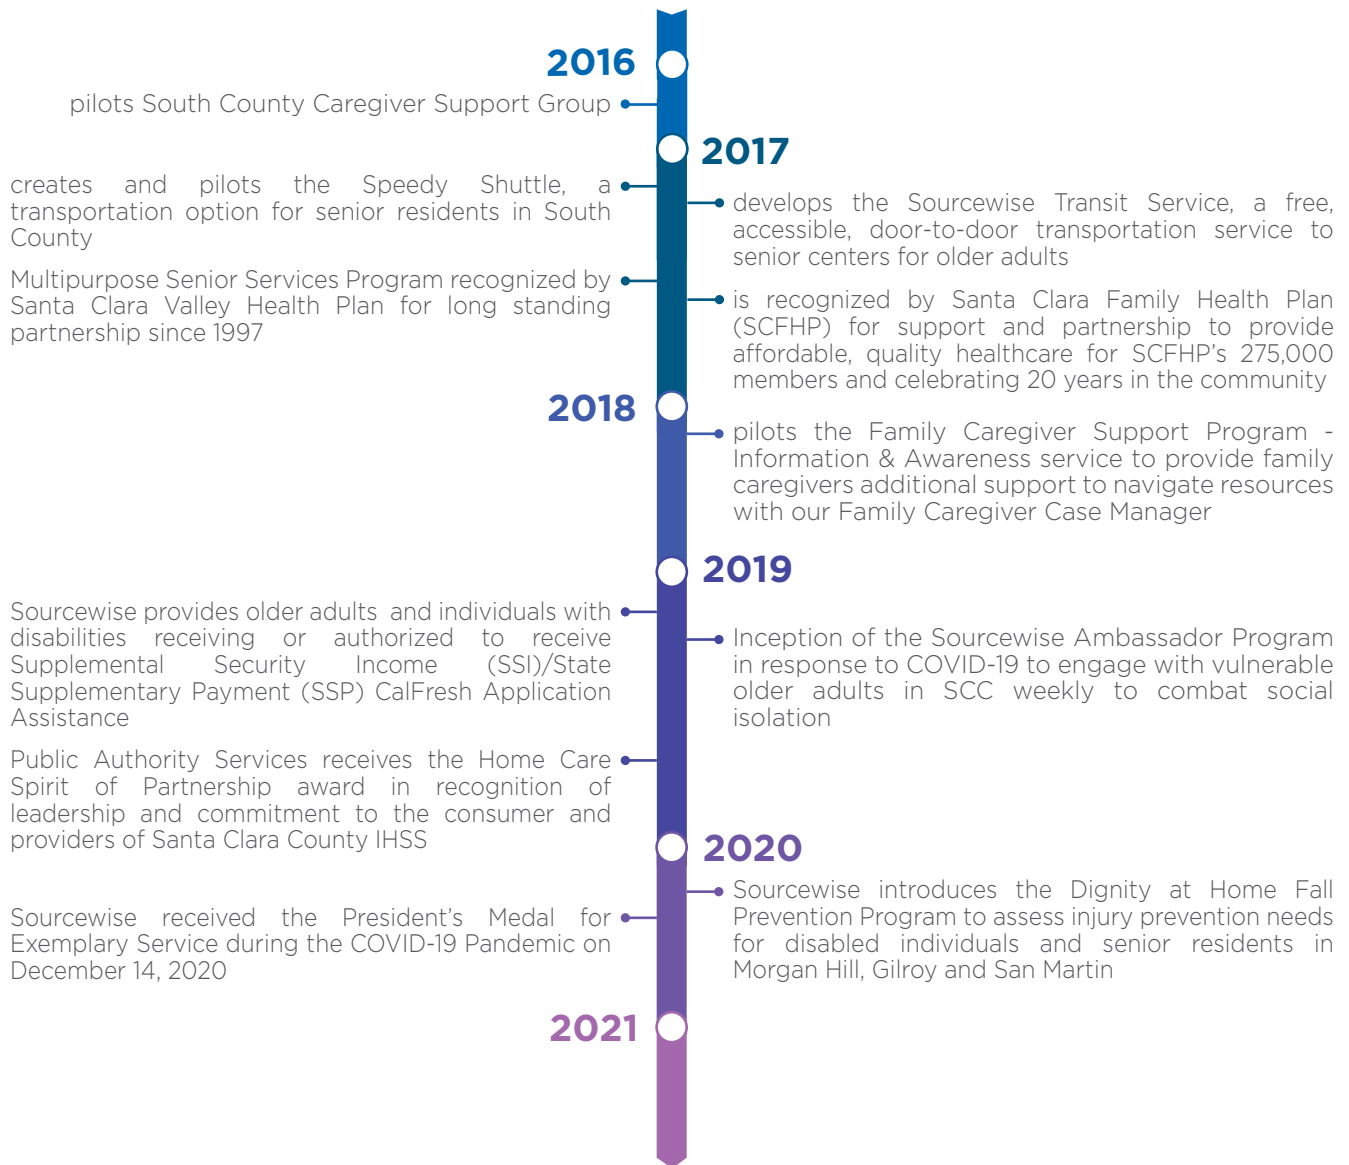 2016
pilots South County Caregiver Support Group
2017
creates and pilots the Speedy Shuttle, a
transportation option for senior residents in South
County
develops the Sourcewise Transit Service, a free,
accessible, door-to-door transportation service to
senior centers for older adults
Multipurpose Senior Services Program recognized by
Santa Clara Valley Health Plan for long standing
partnership since 1997
is recognized by Santa Clara Family Health Plan
(SCFHP) for support and partnership to provide
affordable, quality healthcare for SCFHP’s 275,000
members and celebrating 20 years in the community
2018
pilots the Family Caregiver Support Program -
Information & Awareness service to provide family
caregivers additional support to navigate resources
with our Family Caregiver Case Manager
2019
Sourcewise provides older adults and individuals with
disabilities receiving or authorized to receive
Supplemental Security Income (SSI)/State
Supplementary Payment (SSP) CalFresh Application
Assistance
Inception of the Sourcewise Ambassador Program
in response to COVID-19 to engage with vulnerable
older adults in SCC weekly to combat social
isolation
Public Authority Services receives the Home Care
Spirit of Partnership award in recognition of
leadership and commitment to the consumer and
providers of Santa Clara County IHSS
2020
Sourcewise introduces the Dignity at Home Fall
Prevention Program to assess injury prevention needs
for disabled individuals and senior residents in
Morgan Hill, Gilroy and San Martin
Sourcewise received the President’s Medal for
Exemplary Service during the COVID-19 Pandemic on
December 14, 2020
2021